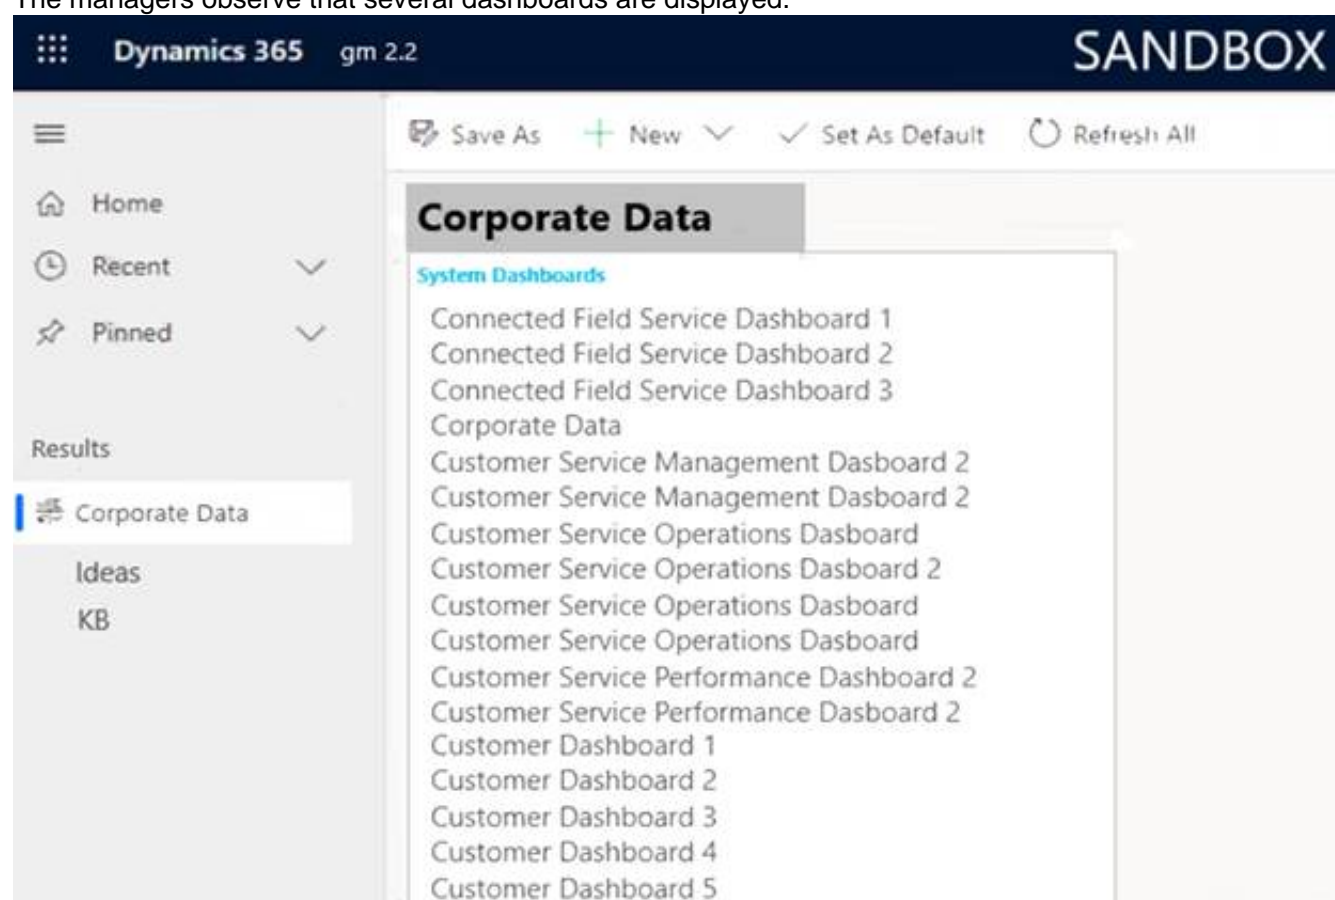 The managers observe that several dashboards are displayed.
Dynamics 365 gm 2.2 SANDBOX
Save As New Set As Default Refresh All
Home
Recent
Pinned
Results
Corporate Data
Ideas
KB
Corporate Data
System Dashboards
Connected Field Service Dashboard 1
Connected Field Service Dashboard 2
Connected Field Service Dashboard 3
Corporate Data
Customer Service Management Dasboard 2
Customer Service Management Dasboard 2
Customer Service Operations Dasboard
Customer Service Operations Dasboard 2
Customer Service Operations Dasboard
Customer Service Operations Dasboard
Customer Service Performance Dashboard 2
Customer Service Performance Dasboard 2
Customer Dashboard 1
Customer Dashboard 2
Customer Dashboard 3
Customer Dashboard 4
Customer Dashboard 5